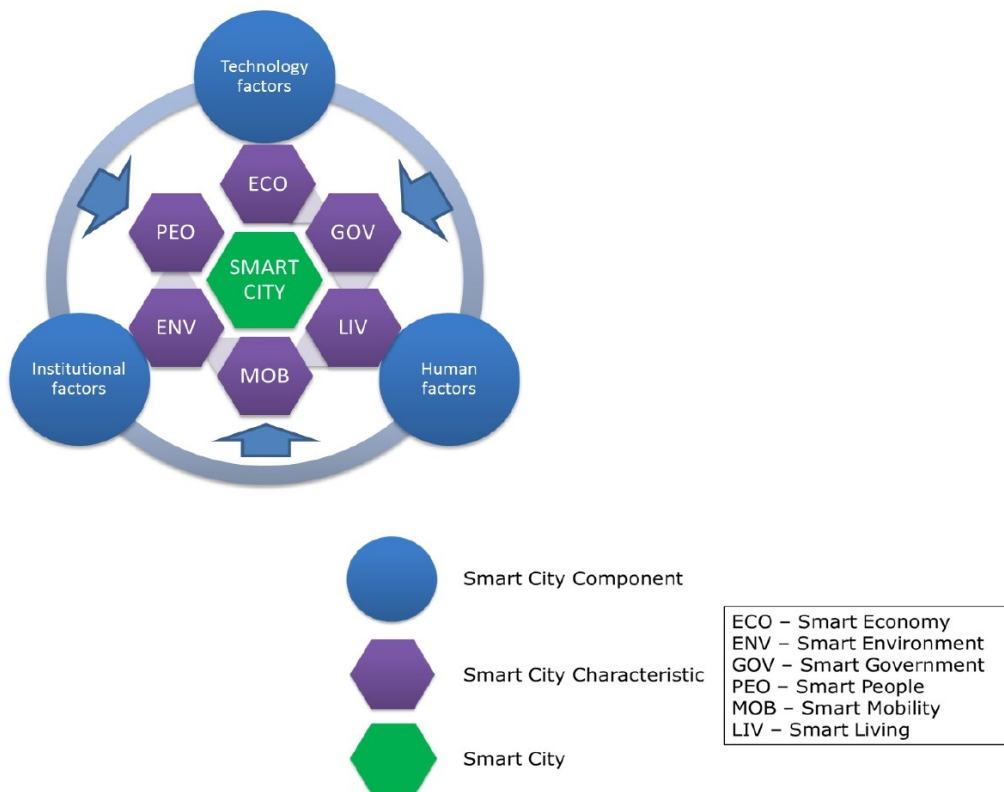 Technology
factors
ECO
PEO
GOV
SMART
CITY
ENV
LIV
MOB
Institutional
factors
Human
factors
Smart City Component
Smart City Characteristic
Smart City
ECO – Smart Economy
ENV – Smart Environment
GOV – Smart Government
PEO – Smart People
MOB – Smart Mobility
LIV – Smart Living